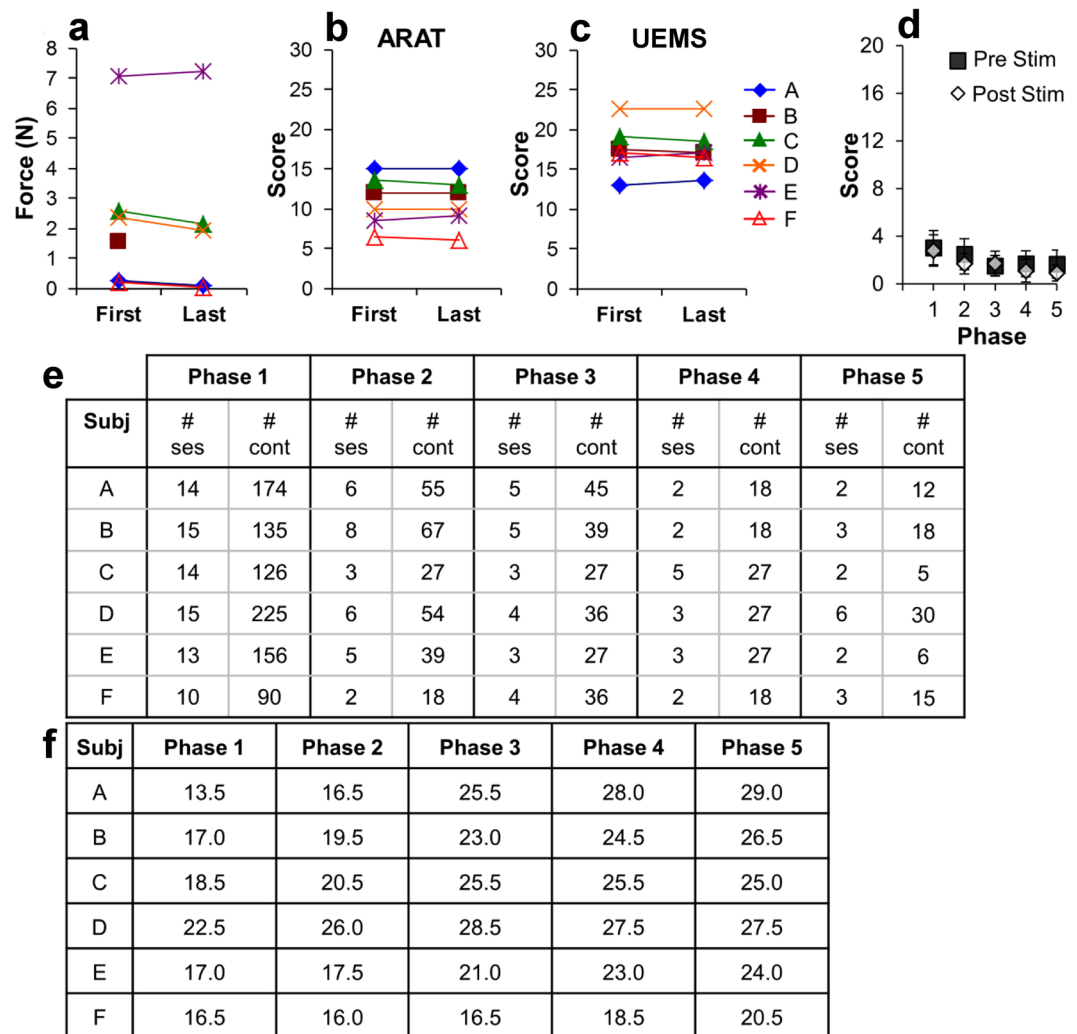 a
Force (N)
8
7
6
5
4
3
2
1
0
First Last
b
ARAT
Score
30
25
20
15
10
5
0
First Last
c
UEMS
Score
30
25
20
15
10
5
0
First Last
A
B
C
D
E
F
d
Score
20
16
12
8
4
0
Pre Stim
Post Stim
1 2 3 4 5
Phase
e
Phase 1 Phase 2 Phase 3 Phase 4 Phase 5
Subj # ses # cont # ses # cont # ses # cont # ses # cont # ses # cont
A 14 174 6 55 5 45 2 18 2 12
B 15 135 8 67 5 39 2 18 3 18
C 14 126 3 27 3 27 5 27 2 5
D 15 225 6 54 4 36 3 27 6 30
E 13 156 5 39 3 27 3 27 2 6
F 10 90 2 18 4 36 2 18 3 15
f
Subj Phase 1 Phase 2 Phase 3 Phase 4 Phase 5
A 13.5 16.5 25.5 28.0 29.0
B 17.0 19.5 23.0 24.5 26.5
C 18.5 20.5 25.5 25.5 25.0
D 22.5 26.0 28.5 27.5 27.5
E 17.0 17.5 21.0 23.0 24.0
F 16.5 16.0 16.5 18.5 20.5